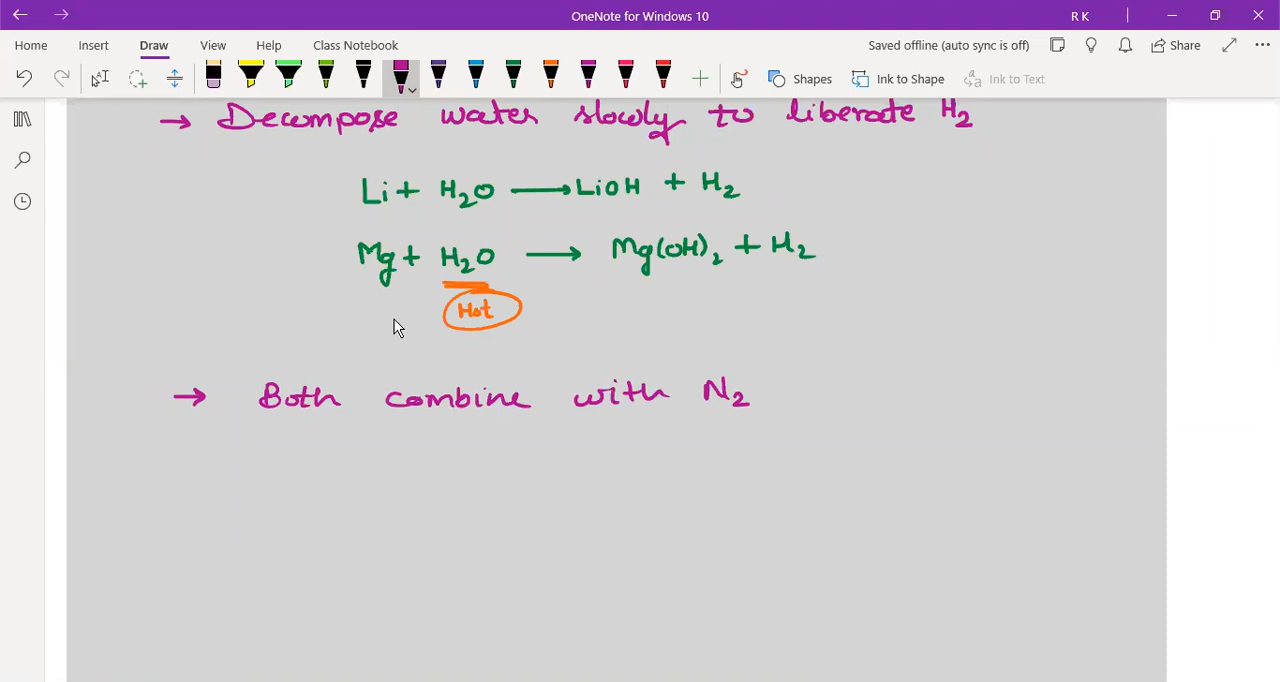 OneNote for Windows 10
R K
Home Insert Draw View Help Class Notebook
Saved offline (auto sync is off) Share
Shapes Ink to Shape Ink to Text
→ Decompose water slowly to liberate H₂
Li + H₂O ⟶ LiOH + H₂
Mg + H₂O ⟶ Mg(OH)₂ + H₂
Hot
→ Both combine with N₂